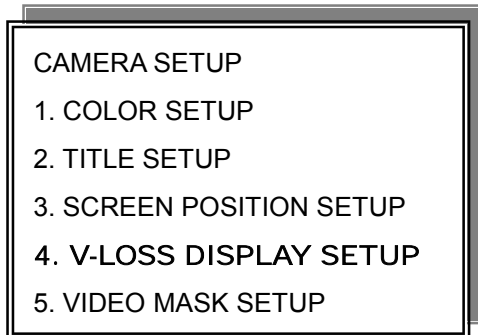 CAMERA SETUP
1. COLOR SETUP
2. TITLE SETUP
3. SCREEN POSITION SETUP
4. V-LOSS DISPLAY SETUP
5. VIDEO MASK SETUP